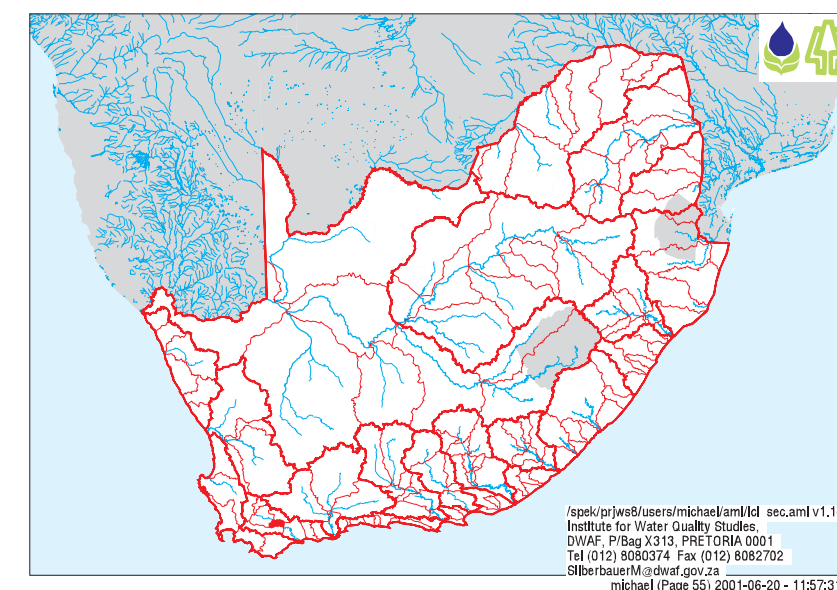 /spek/prjws8/users/michael/aml/lcl sec.aml v1.1
Institute for Water Quality Studies,
DWAF, P/Bag X313, PRETORIA 0001
Tel (012) 8080374 Fax (012) 8082702
SilberbauerM@dwaf.gov.za
michael (Page 55) 2001-06-20 - 11:57:31